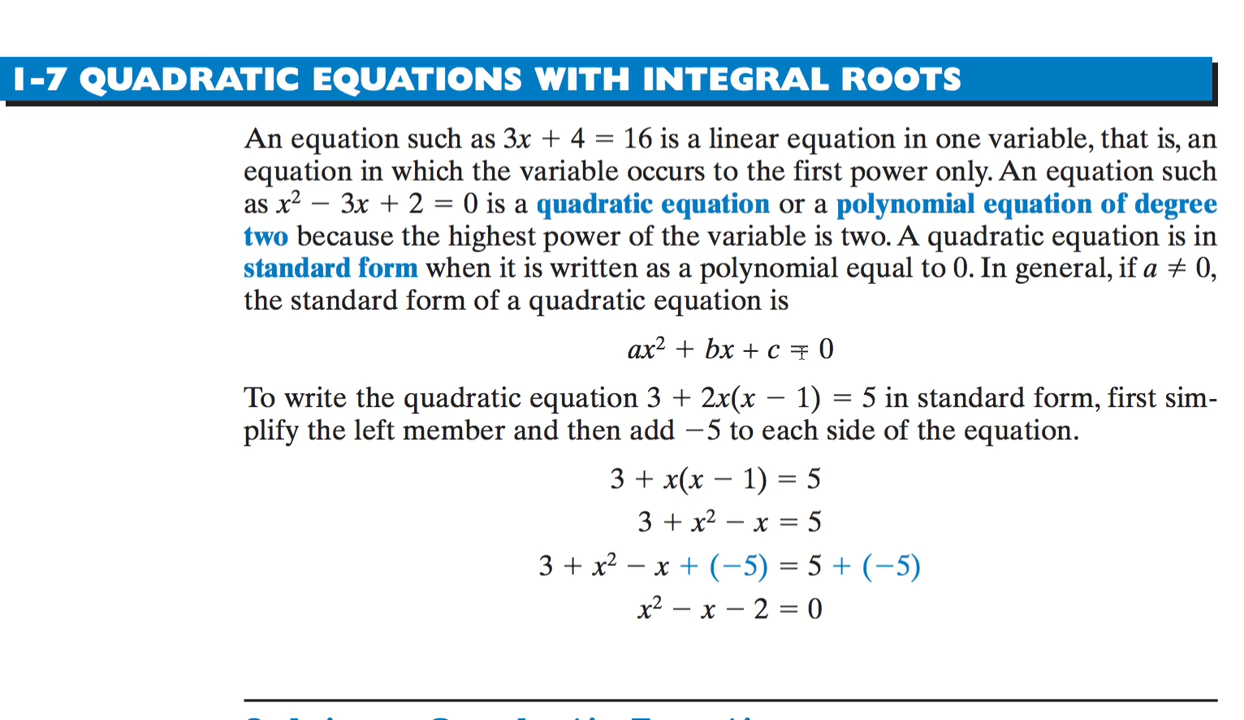 1-7 QUADRATIC EQUATIONS WITH INTEGRAL ROOTS
An equation such as 3x + 4 = 16 is a linear equation in one variable, that is, an
equation in which the variable occurs to the first power only. An equation such
as x² − 3x + 2 = 0 is a quadratic equation or a polynomial equation of degree
two because the highest power of the variable is two. A quadratic equation is in
standard form when it is written as a polynomial equal to 0. In general, if a ≠ 0,
the standard form of a quadratic equation is
ax² + bx + c = 0
To write the quadratic equation 3 + 2x(x − 1) = 5 in standard form, first sim-
plify the left member and then add −5 to each side of the equation.
3 + x(x − 1) = 5
3 + x² − x = 5
3 + x² − x + (−5) = 5 + (−5)
x² − x − 2 = 0